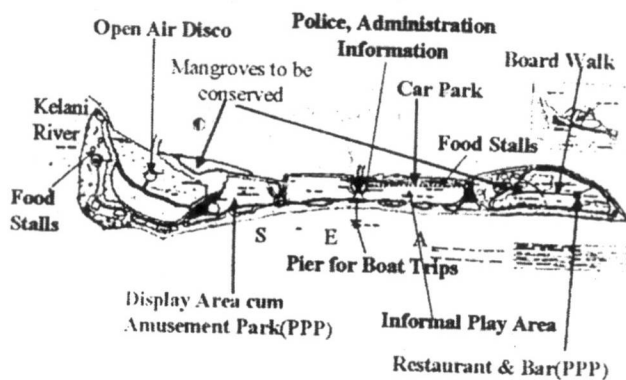 Open Air Disco
Police, Administration
Information
Mangroves to be
conserved
Board Walk
Car Park
Kelani
River
Food Stalls
Food
Stalls
S E A
Pier for Boat Trips
Display Area cum
Amusement Park(PPP)
Informal Play Area
Restaurant & Bar(PPP)